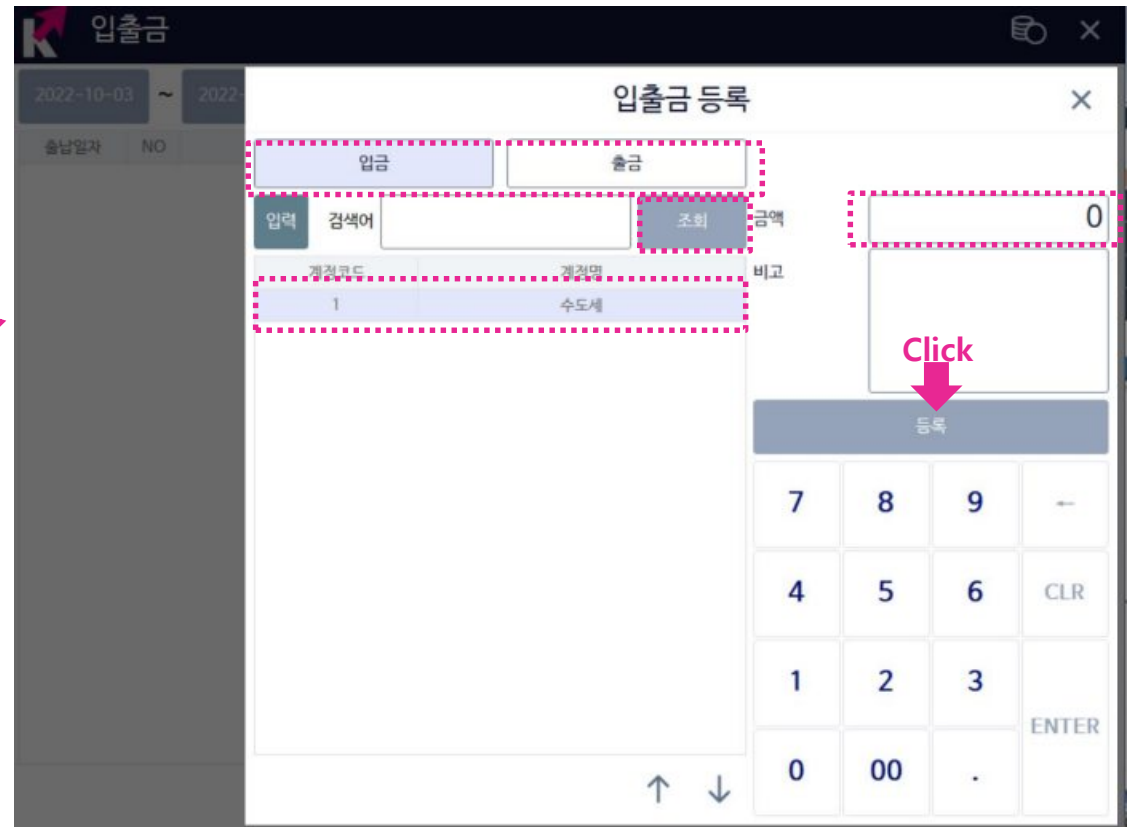 입출금
2022-10-03 ~ 2022-
출납일자 NO
입출금 등록
입금 출금
입력 검색어 조회 금액 0
계정코드 계정명 비고
1 수도세
Click
등록
7 8 9 ←
4 5 6 CLR
1 2 3
ENTER
0 00 .